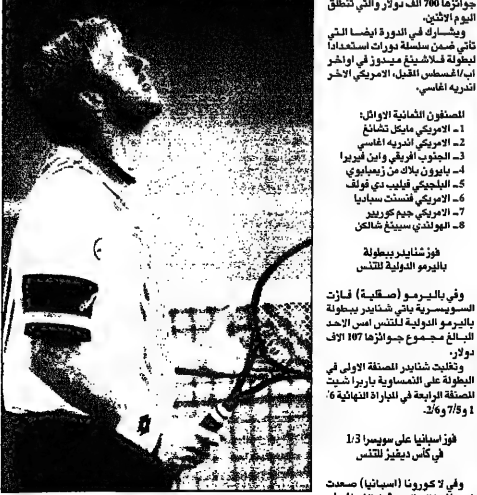 جوائزها 700 الف دولار والتي تنطلق
اليوم الاثنين.
ويشارك في الدورة ايضا التي
تأتي ضمن سلسلة دورات استعدادا
لبطولة فلاشينغ ميدوز في اواخر
اب/اغسطس المقبل، الامريكي الاخر
اندريه اغاسي.
المصنفون الثمانية الاوائل:
1- الامريكي مايكل تشانغ
2- الامريكي اندريه اغاسي
3- الجنوب افريقي واين فيريرا
4- بايرون بلاك من زيمبابوي
5- البلجيكي فيليب دي فولف
6- الامريكي فنسنت سباديا
7- الامريكي جيم كوريير
8- الهولندي سيينغ شالكن
فوز شنايدر ببطولة
باليرمو الدولية للتنس
وفي باليرمو (صقلية) فازت
السويسرية باتي شنايدر ببطولة
باليرمو الدولية للتنس امس الاحد
البالغ مجموع جوائزها 107 الاف
دولار.
وتغلبت شنايدر المصنفة الاولى في
البطولة على النمساوية باربرا شيت
المصنفة الرابعة في المباراة النهائية 6/
1 و7/5 و2/6.
فوز اسبانيا على سويسرا 1/3
في كأس ديفيز للتنس
وفي لا كورونا (اسبانيا) صعدت